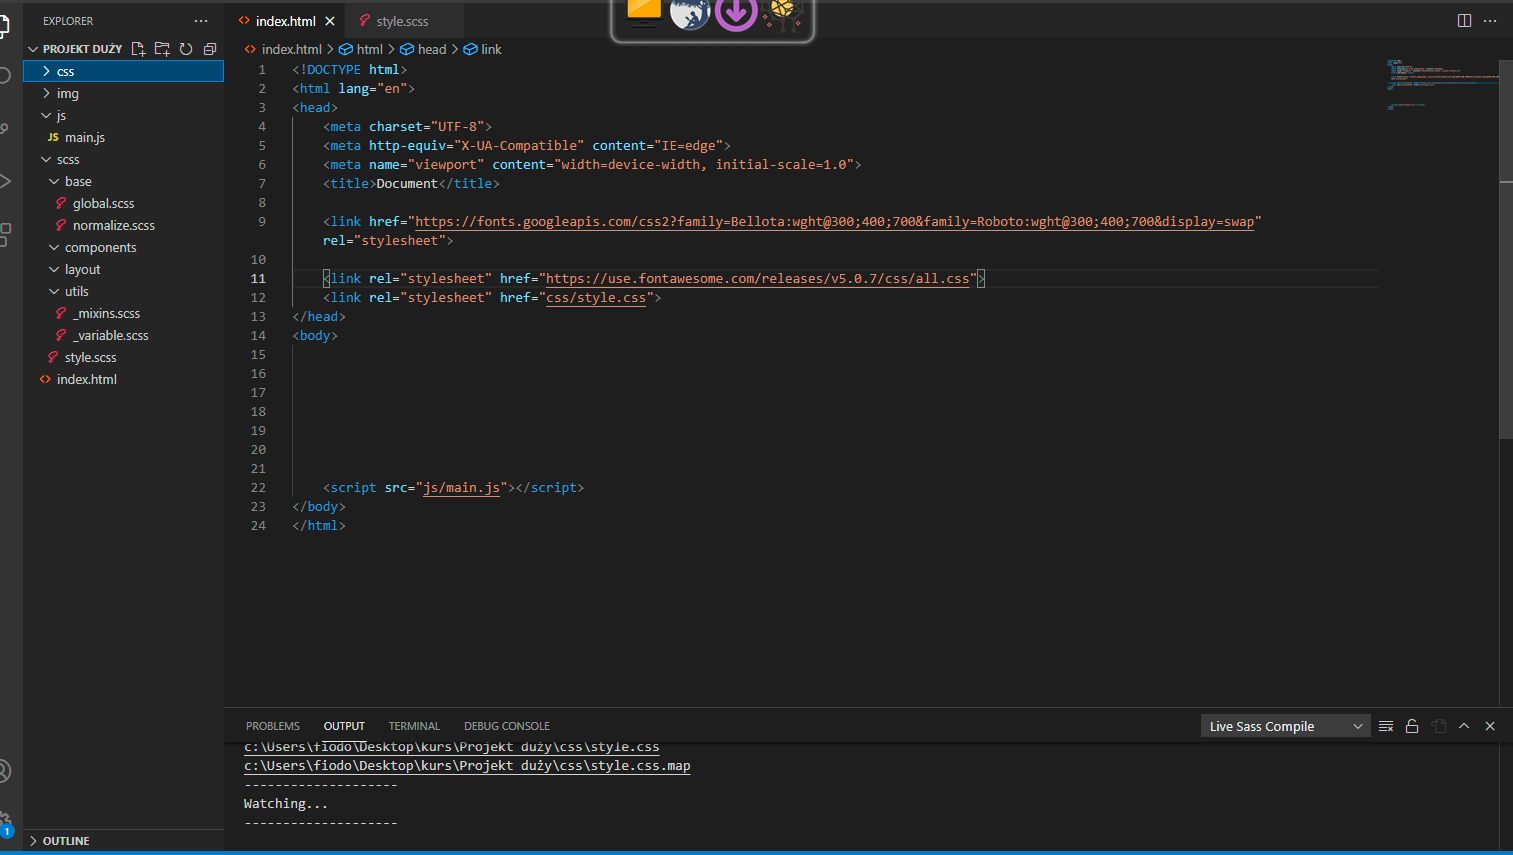 EXPLORER
PROJEKT DUŻY
css
img
js
JS main.js
scss
base
global.scss
normalize.scss
components
layout
utils
_mixins.scss
_variable.scss
style.scss
<> index.html
OUTLINE
1
<> index.html
style.scss
<> index.html > html > head > link
1 <!DOCTYPE html>
2 <html lang="en">
3 <head>
4     <meta charset="UTF-8">
5     <meta http-equiv="X-UA-Compatible" content="IE=edge">
6     <meta name="viewport" content="width=device-width, initial-scale=1.0">
7     <title>Document</title>
8
9     <link href="https://fonts.googleapis.com/css2?family=Bellota:wght@300;400;700&family=Roboto:wght@300;400;700&display=swap"
    rel="stylesheet">
10
11     <link rel="stylesheet" href="https://use.fontawesome.com/releases/v5.0.7/css/all.css">
12     <link rel="stylesheet" href="css/style.css">
13 </head>
14 <body>
15
16
17
18
19
20
21
22     <script src="js/main.js"></script>
23 </body>
24 </html>
PROBLEMS OUTPUT TERMINAL DEBUG CONSOLE Live Sass Compile
c:\Users\fiodo\Desktop\kurs\Projekt duży\css\style.css
c:\Users\fiodo\Desktop\kurs\Projekt duży\css\style.css.map
--------------------
Watching...
--------------------